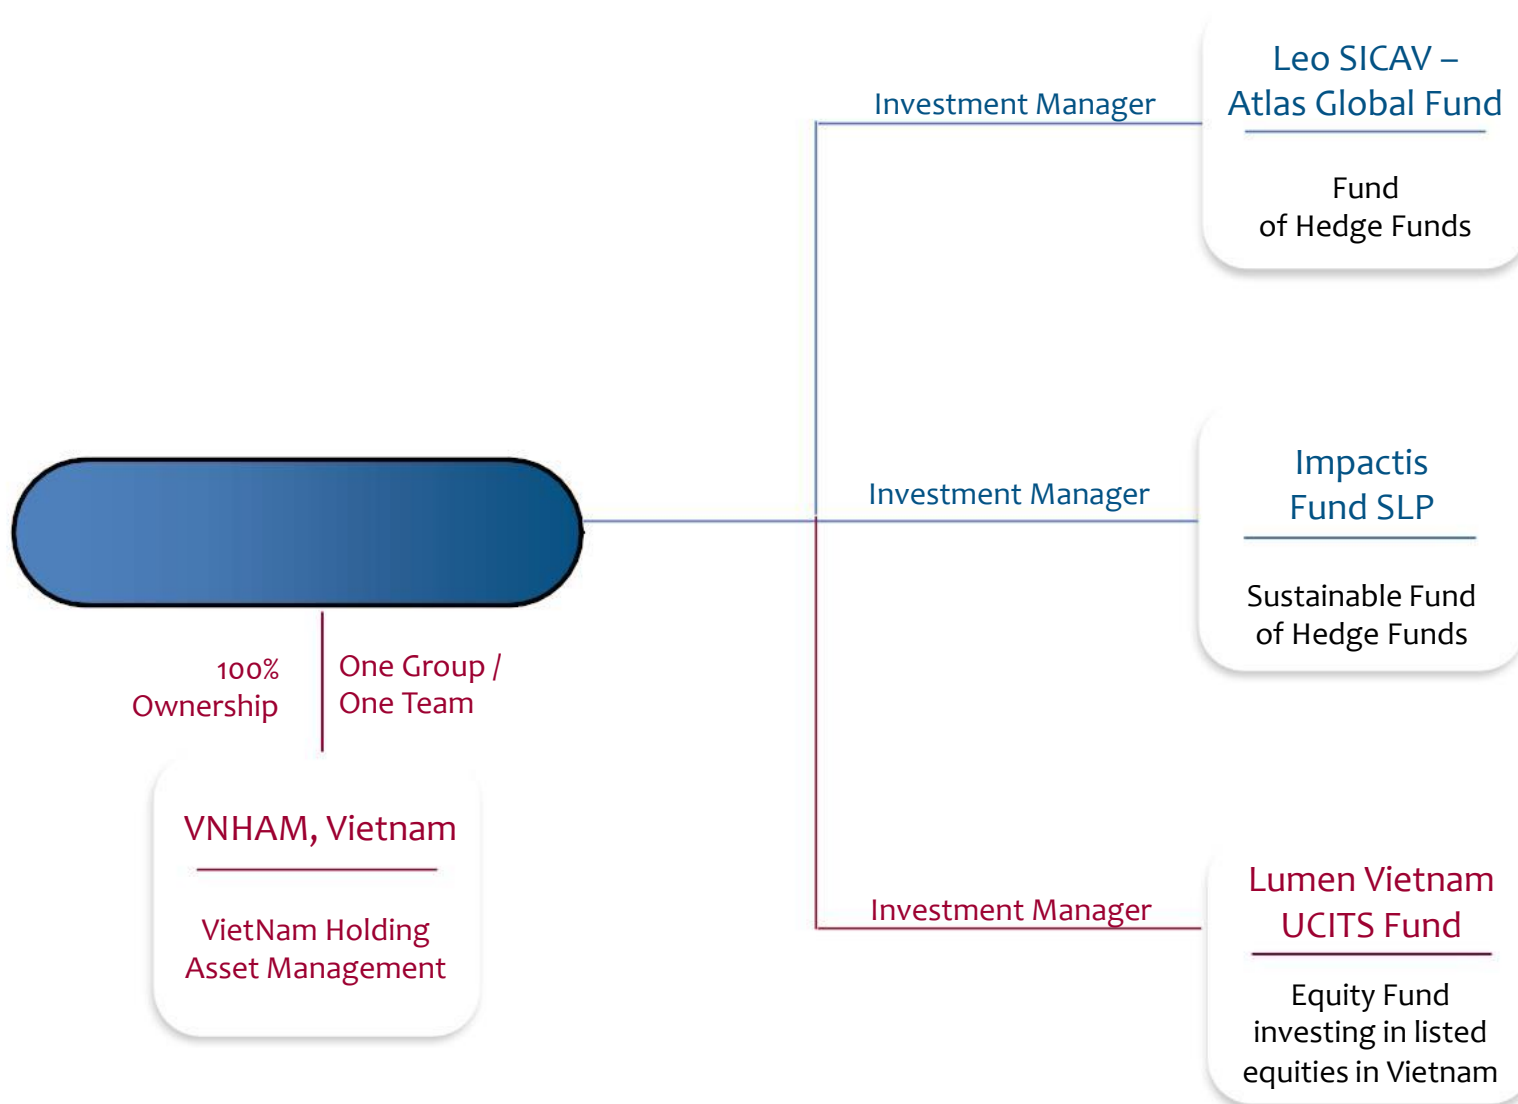 Investment Manager
Leo SICAV –
Atlas Global Fund
Fund
of Hedge Funds
Investment Manager
Impactis
Fund SLP
Sustainable Fund
of Hedge Funds
100%
Ownership
One Group /
One Team
VNHAM, Vietnam
VietNam Holding
Asset Management
Investment Manager
Lumen Vietnam
UCITS Fund
Equity Fund
investing in listed
equities in Vietnam